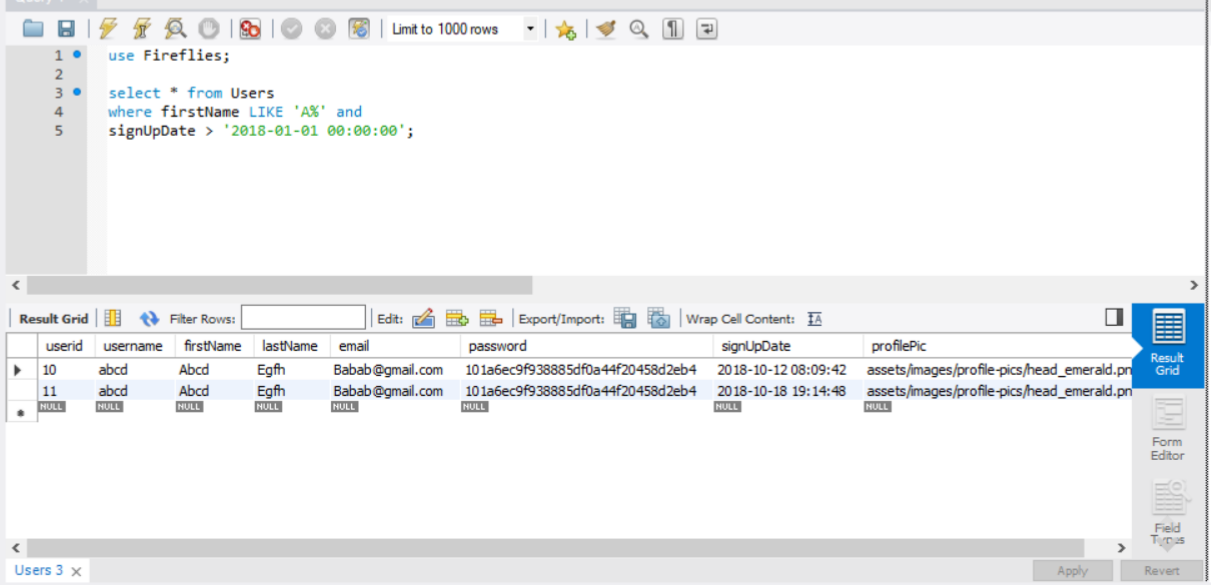 Query 1
Limit to 1000 rows
1 use Fireflies;
2
3 select * from Users
4 where firstName LIKE 'A%' and
5 signUpDate > '2018-01-01 00:00:00';
Result Grid Filter Rows: Edit: Export/Import: Wrap Cell Content:
userid username firstName lastName email password signUpDate profilePic
10 abcd Abcd Egfh Babab@gmail.com 101a6ec9f938885df0a44f20458d2eb4 2018-10-12 08:09:42 assets/images/profile-pics/head_emerald.pn
11 abcd Abcd Egfh Babab@gmail.com 101a6ec9f938885df0a44f20458d2eb4 2018-10-18 19:14:48 assets/images/profile-pics/head_emerald.pn
NULL NULL NULL NULL NULL NULL NULL NULL
Result
Grid
Form
Editor
Field
Types
Users 3
Apply Revert